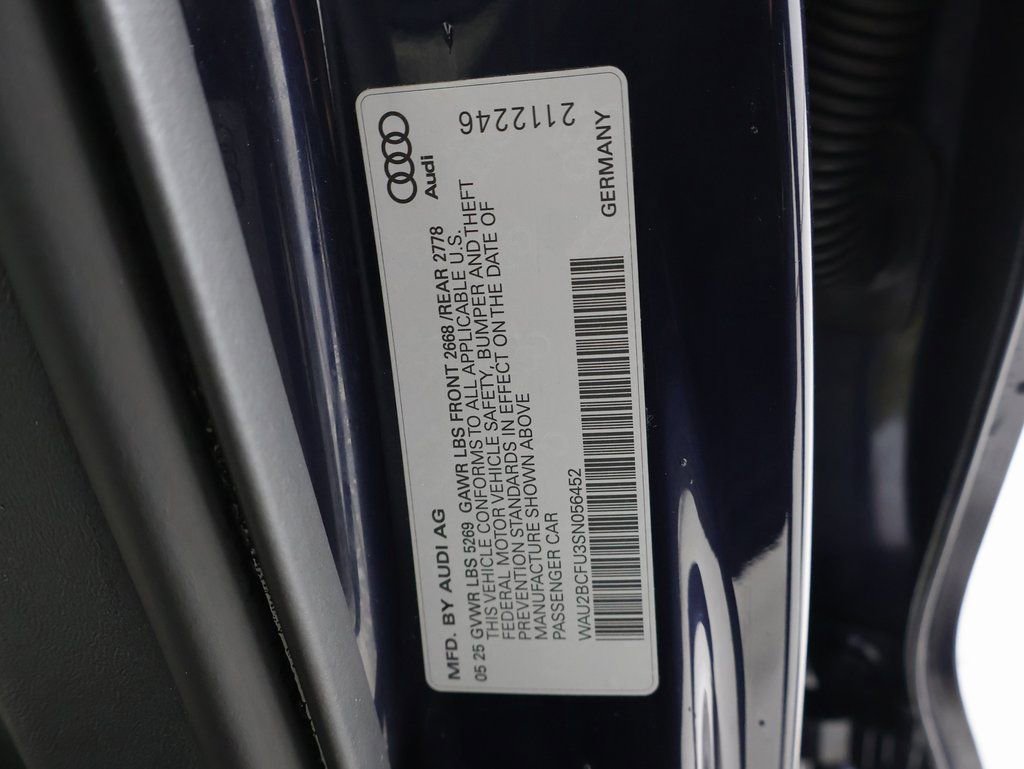 MFD. BY AUDI AG
Audi
05 25 GVWR LBS 5269 GAWR LBS FRONT 2668 /REAR 2778
THIS VEHICLE CONFORMS TO ALL APPLICABLE U.S.
FEDERAL MOTOR VEHICLE SAFETY, BUMPER AND THEFT
PREVENTION STANDARDS IN EFFECT ON THE DATE OF
MANUFACTURE SHOWN ABOVE
PASSENGER CAR
WAU2BCFU3SN056452
2112246
GERMANY